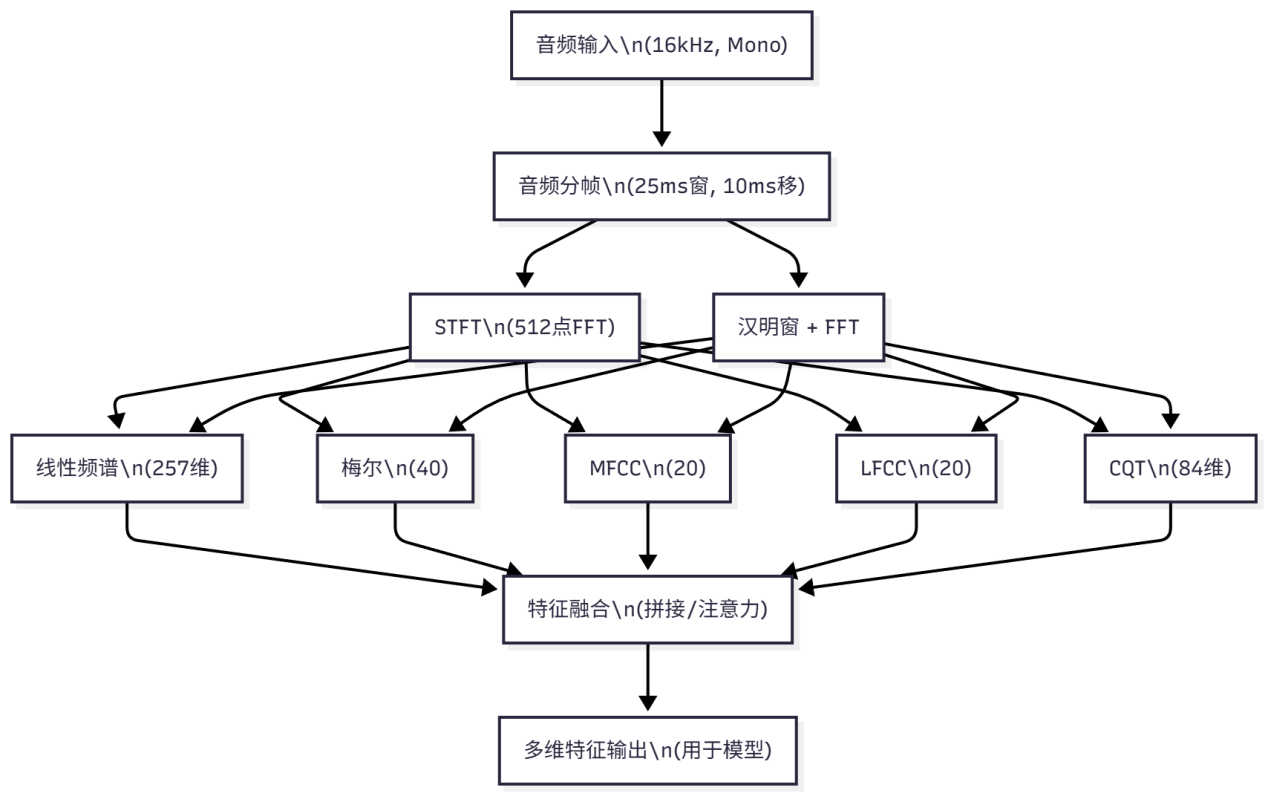 音频输入\n(16kHz, Mono)
音频分帧\n(25ms窗, 10ms移)
STFT\n(512点FFT)
汉明窗 + FFT
线性频谱\n(257维)
梅尔\n(40)
MFCC\n(20)
LFCC\n(20)
CQT\n(84维)
特征融合\n(拼接/注意力)
多维特征输出\n(用于模型)